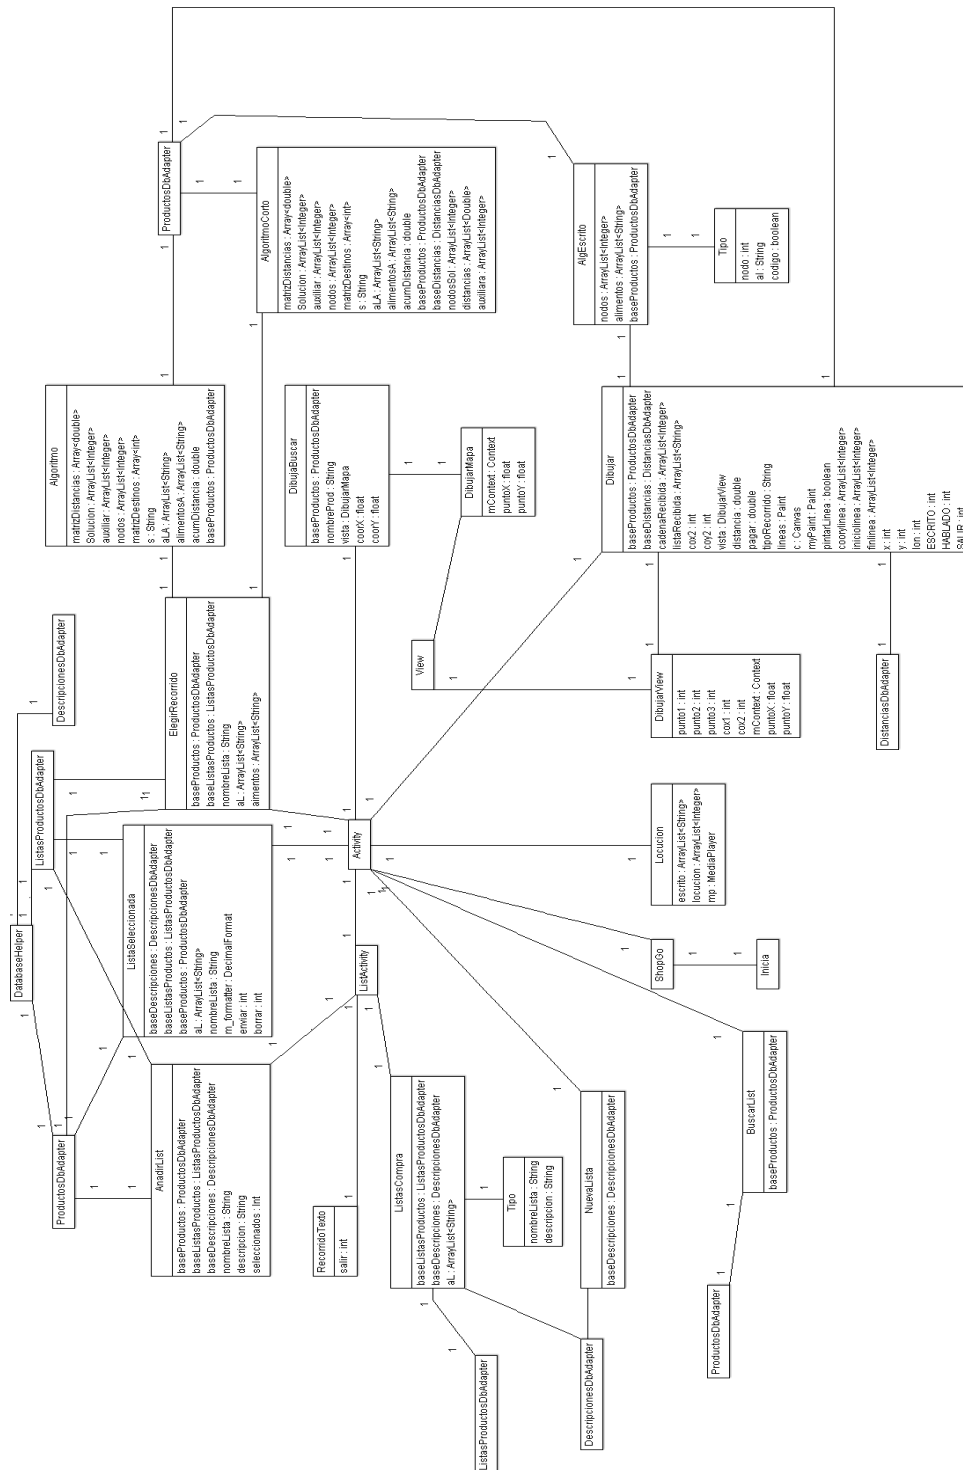 DatabaseHelper
ProductosDbAdapter
ListasProductosDbAdapter
DescripcionesDbAdapter
AnadirList
baseProductos : ProductosDbAdapter
baseListasProductos : ListasProductosDbAdapter
baseDescripciones : DescripcionesDbAdapter
nombreLista : String
descripcion : String
seleccionados : Int
ListaSeleccionada
baseDescripciones : DescripcionesDbAdapter
baseListasProductos : ListasProductosDbAdapter
baseProductos : ProductosDbAdapter
aL : ArrayList<String>
nombreLista : String
m_formatter : DecimalFormat
enviar : int
borrar : int
ElegirRecorrido
baseProductos : ProductosDbAdapter
baseListasProductos : ListasProductosDbAdapter
nombreLista : String
aL : ArrayList<String>
alimentos : ArrayList<String>
Algoritmo
matrizDistancias : Array<double>
Solucion : ArrayList<Integer>
auxiliar : ArrayList<Integer>
nodos : ArrayList<Integer>
matrizDestinos : Array<int>
s : String
aLA : ArrayList<String>
alimentosA : ArrayList<String>
acumDistancia : double
baseProductos : ProductosDbAdapter
ProductosDbAdapter
AlgoritmoCorto
matrizDistancias : Array<double>
Solucion : ArrayList<Integer>
auxiliar : ArrayList<Integer>
nodos : ArrayList<Integer>
matrizDestinos : Array<int>
s : String
aLA : ArrayList<String>
alimentosA : ArrayList<String>
acumDistancia : double
baseProductos : ProductosDbAdapter
baseDistancias : DistanciasDbAdapter
nodosSol : ArrayList<Integer>
distancias : ArrayList<Double>
auxiliara : ArrayList<Integer>
RecorridoTexto
salir : int
ListActivity
Activity
DibujaBuscar
baseProductos : ProductosDbAdapter
nombreProd : String
vista : DibujarMapa
coorX : float
coorY : float
ListasCompra
baseListasProductos : ListasProductosDbAdapter
baseDescripciones : DescripcionesDbAdapter
aL : ArrayList<String>
View
DibujarMapa
mContext : Context
puntoX : float
puntoY : float
ListasProductosDbAdapter
Tipo
nombreLista : String
descripcion : String
DescripcionesDbAdapter
NuevaLista
baseDescripciones : DescripcionesDbAdapter
AlgEscrito
nodos : ArrayList<Integer>
alimentos : ArrayList<String>
baseProductos : ProductosDbAdapter
ShopGo
Inicia
Locucion
escrito : ArrayList<String>
locucion : ArrayList<Integer>
mp : MediaPlayer
DibujarView
punto1 : int
punto2 : int
punto3 : int
cox1 : int
cox2 : int
mContext : Context
puntoX : float
puntoY : float
Dibujar
baseProductos : ProductosDbAdapter
baseDistancias : DistanciasDbAdapter
cadenaRecibida : ArrayList<Integer>
listaRecibida : ArrayList<String>
cox2 : int
coy2 : int
vista : DibujarView
distancia : double
pagar : double
tipoRecorrido : String
lineas : Paint
c : Canvas
myPaint : Paint
pintarLinea : boolean
coorylinea : ArrayList<Integer>
iniciolinea : ArrayList<Integer>
finlinea : ArrayList<Integer>
x : int
y : int
lon : int
ESCRITO : int
HABLADO : int
SALIR : int
Tipo
nodo : int
al : String
codigo : boolean
ProductosDbAdapter
BuscarList
baseProductos : ProductosDbAdapter
DistanciasDbAdapter